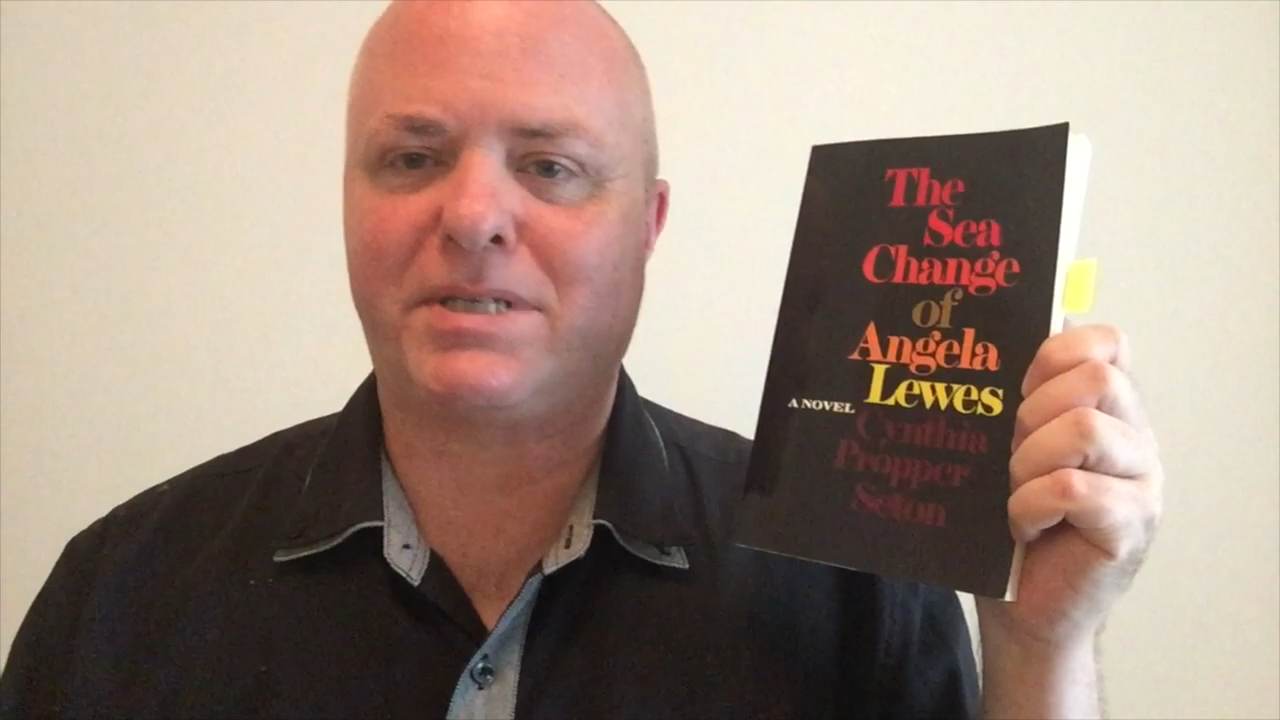 The
Sea
Change
of
Angela
Lewes
A NOVEL
Cynthia
Propper
Seton